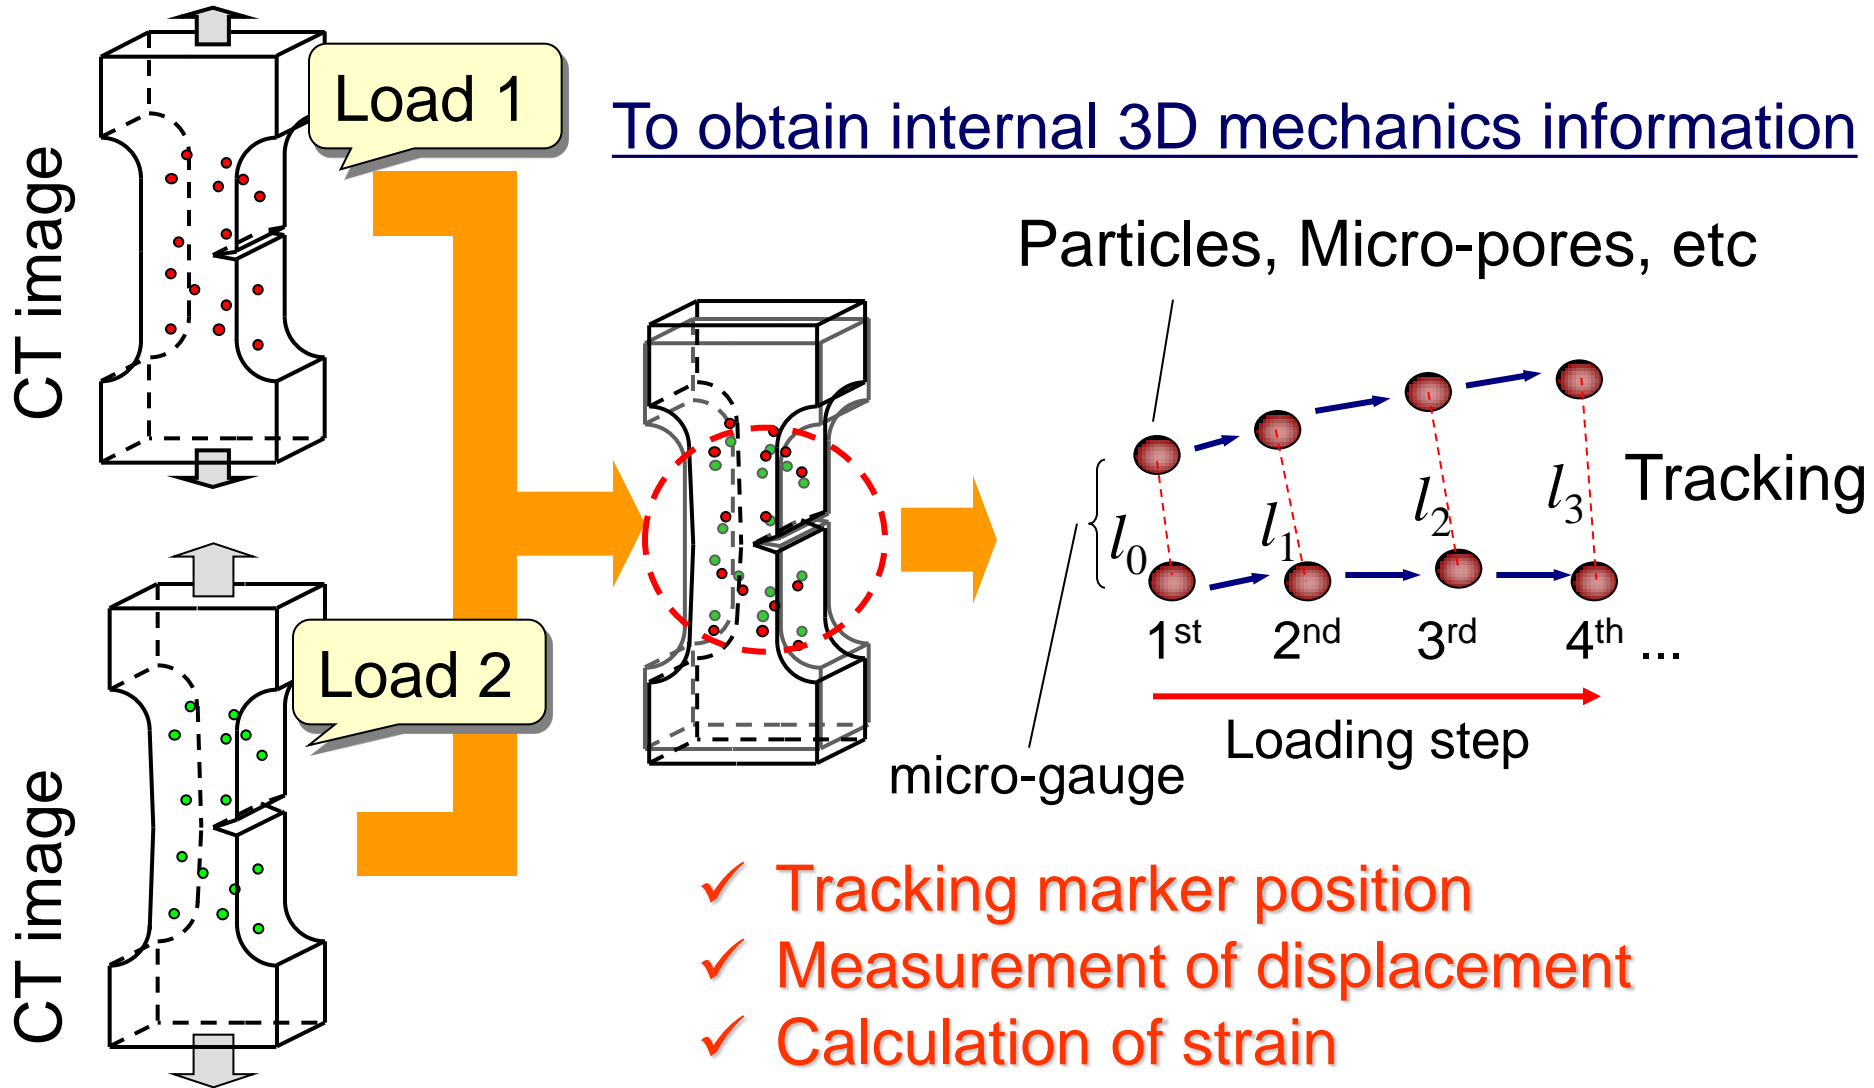 Load 1
CT image
To obtain internal 3D mechanics information
Particles, Micro-pores, etc
l0
l1
l2
l3
Tracking
1st 2nd 3rd 4th ...
Loading step
micro-gauge
Load 2
CT image
✓ Tracking marker position
✓ Measurement of displacement
✓ Calculation of strain